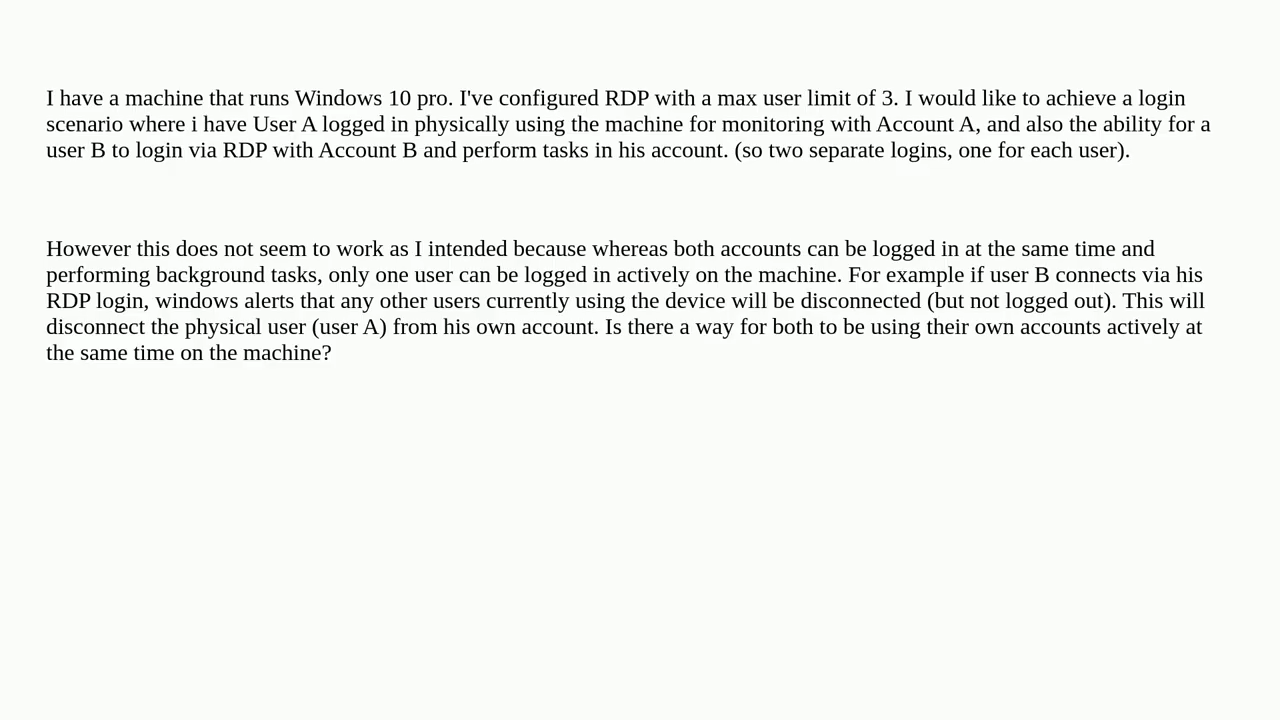 I have a machine that runs Windows 10 pro. I've configured RDP with a max user limit of 3. I would like to achieve a login
scenario where i have User A logged in physically using the machine for monitoring with Account A, and also the ability for a
user B to login via RDP with Account B and perform tasks in his account. (so two separate logins, one for each user).
However this does not seem to work as I intended because whereas both accounts can be logged in at the same time and
performing background tasks, only one user can be logged in actively on the machine. For example if user B connects via his
RDP login, windows alerts that any other users currently using the device will be disconnected (but not logged out). This will
disconnect the physical user (user A) from his own account. Is there a way for both to be using their own accounts actively at
the same time on the machine?